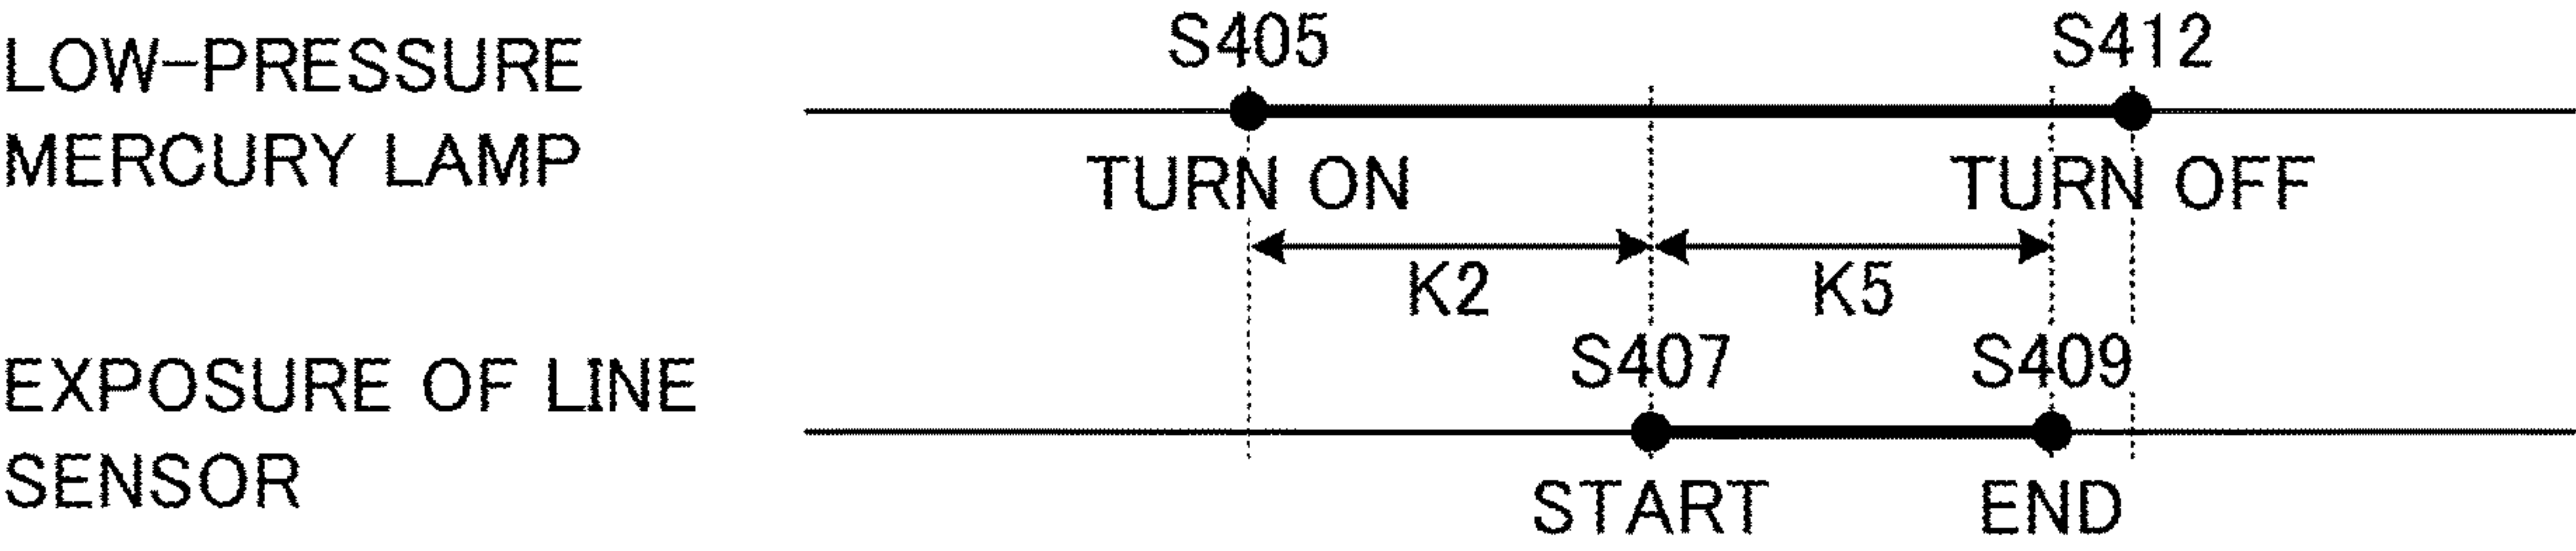 S405
S412
LOW-PRESSURE
MERCURY LAMP
TURN ON
TURN OFF
K2
K5
S407
S409
EXPOSURE OF LINE
SENSOR
START
END